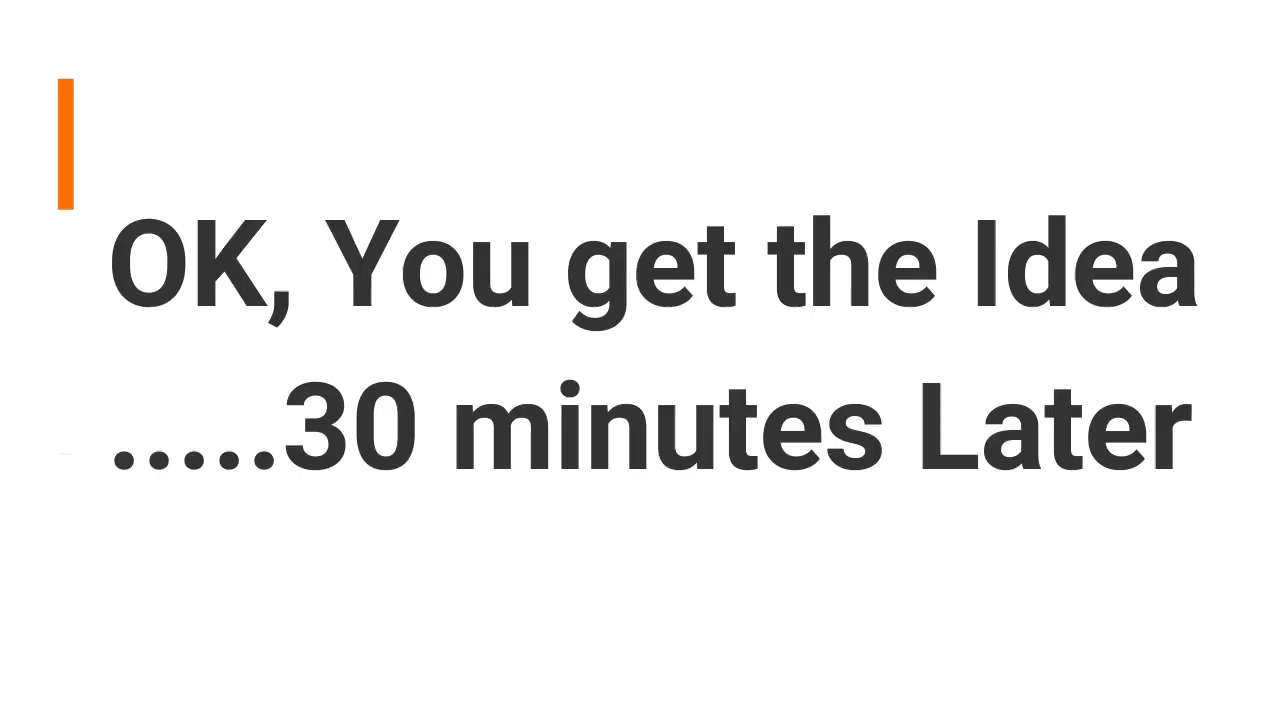 OK, You get the Idea
.....30 minutes Later